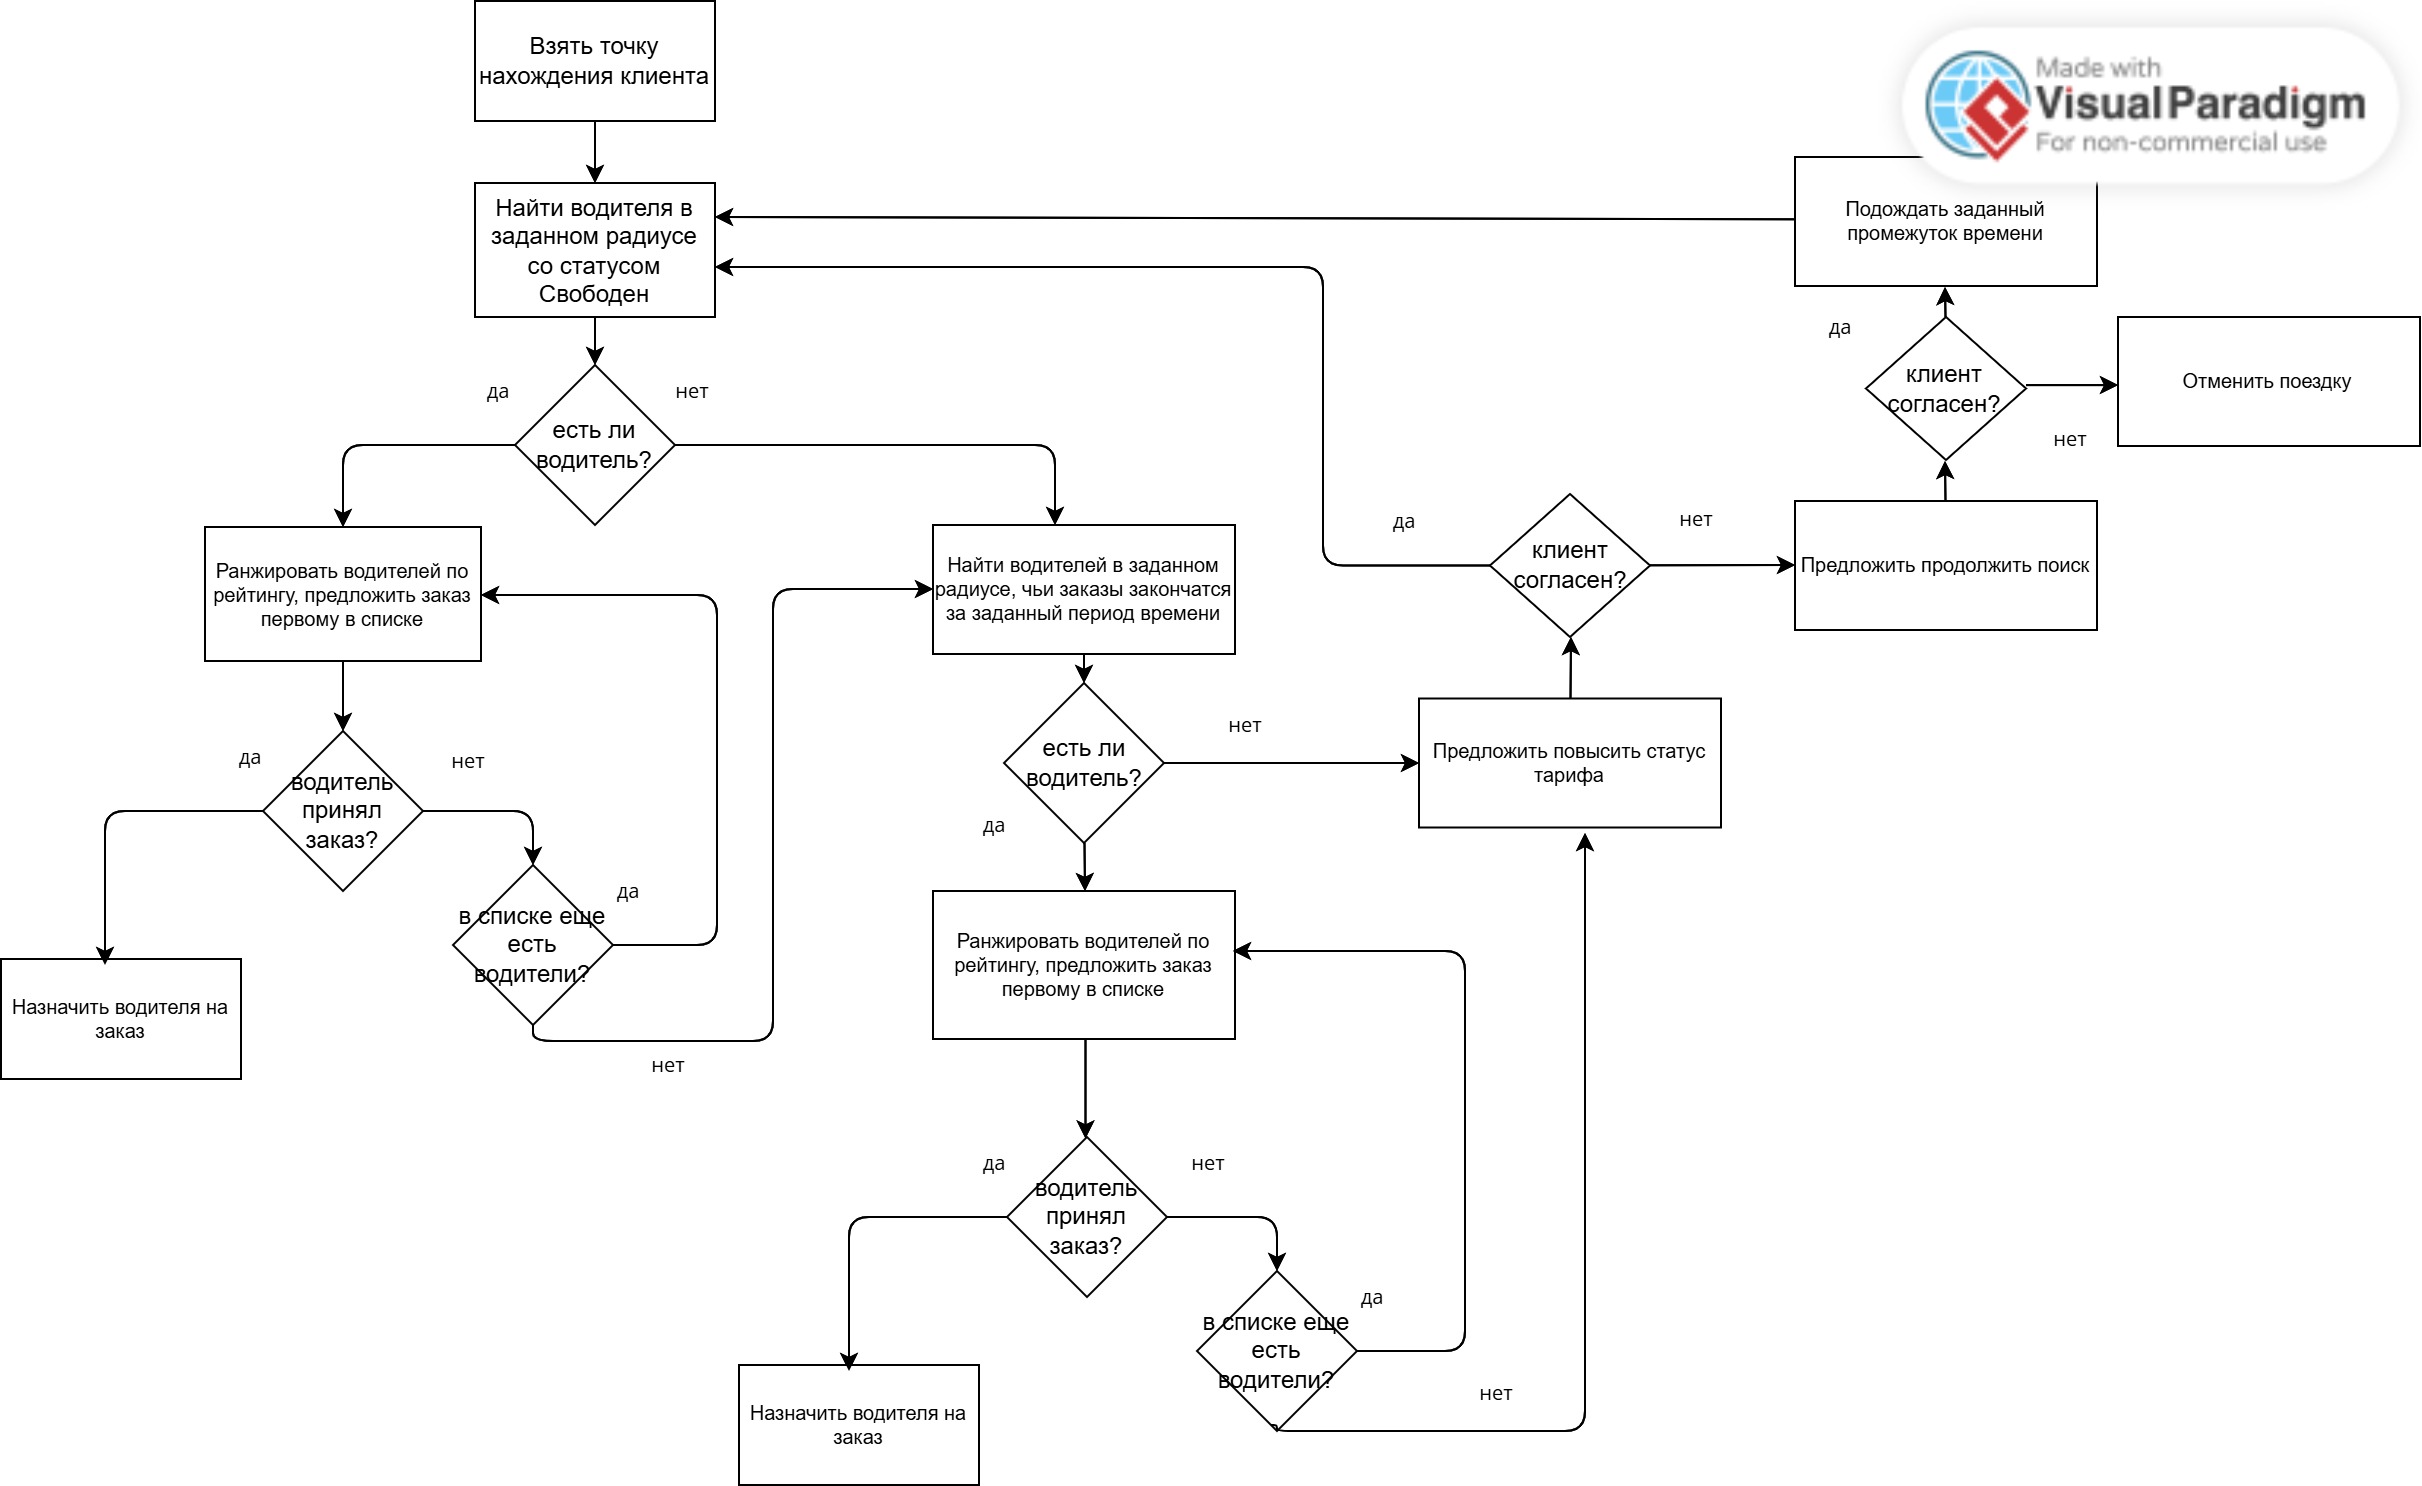 Взять точку
нахождения клиента
Made with
Visual Paradigm
For non-commercial use
Найти водителя в
заданном радиусе
со статусом
Свободен
Подождать заданный
промежуток времени
да
клиент
согласен?
нет
Отменить поездку
да
нет
есть ли
водитель?
да
нет
клиент
согласен?
Предложить продолжить поиск
Ранжировать водителей по
рейтингу, предложить заказ
первому в списке
Найти водителей в заданном
радиусе, чьи заказы закончатся
за заданный период времени
да
нет
водитель
принял
заказ?
нет
есть ли
водитель?
да
Предложить повысить статус
тарифа
да
в списке еще
есть
водители?
нет
Назначить водителя на
заказ
Ранжировать водителей по
рейтингу, предложить заказ
первому в списке
да
нет
водитель
принял
заказ?
да
в списке еще
есть
водители?
нет
Назначить водителя на
заказ